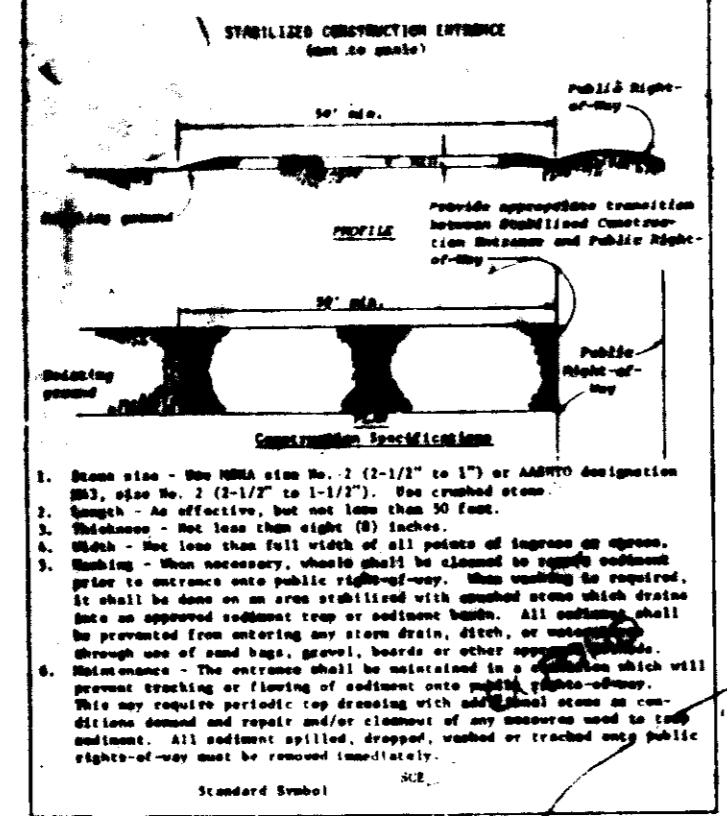 STABILIZED CONSTRUCTION ENTRANCE
(not to scale)
Public Right-
of-Way
50' min.
Existing ground
PROFILE
Provide appropriate transition
between Stabilized Construc-
tion Entrance and Public Right-
of-Way
50' min.
Existing
ground
Public
Right-of-
Way
PLAN
Construction Specifications
1. Stone size - Use size No. 2 (2-1/2" to 1") or AASHTO designation
M43, size No. 2 (2-1/2" to 1-1/2"). Use crushed stone.
2. Length - As effective, but not less than 50 feet.
3. Thickness - Not less than eight (8) inches.
4. Width - Not less than full width of all points of ingress or egress.
5. Washing - When necessary, wheels shall be cleaned to remove sediment
prior to entrance onto public right-of-way. When washing is required,
it shall be done on an area stabilized with crushed stone which drains
into an approved sediment trap or sediment basin. All sediment shall
be prevented from entering any storm drain, ditch, or watercourse
through use of sand bags, gravel, boards or other approved methods.
6. Maintenance - The entrance shall be maintained in a condition which will
prevent tracking or flowing of sediment onto public rights-of-way.
This may require periodic top dressing with additional stone as con-
ditions demand and repair and/or cleanout of any measures used to trap
sediment. All sediment spilled, dropped, washed or tracked onto public
rights-of-way must be removed immediately.
SCE
Standard Symbol